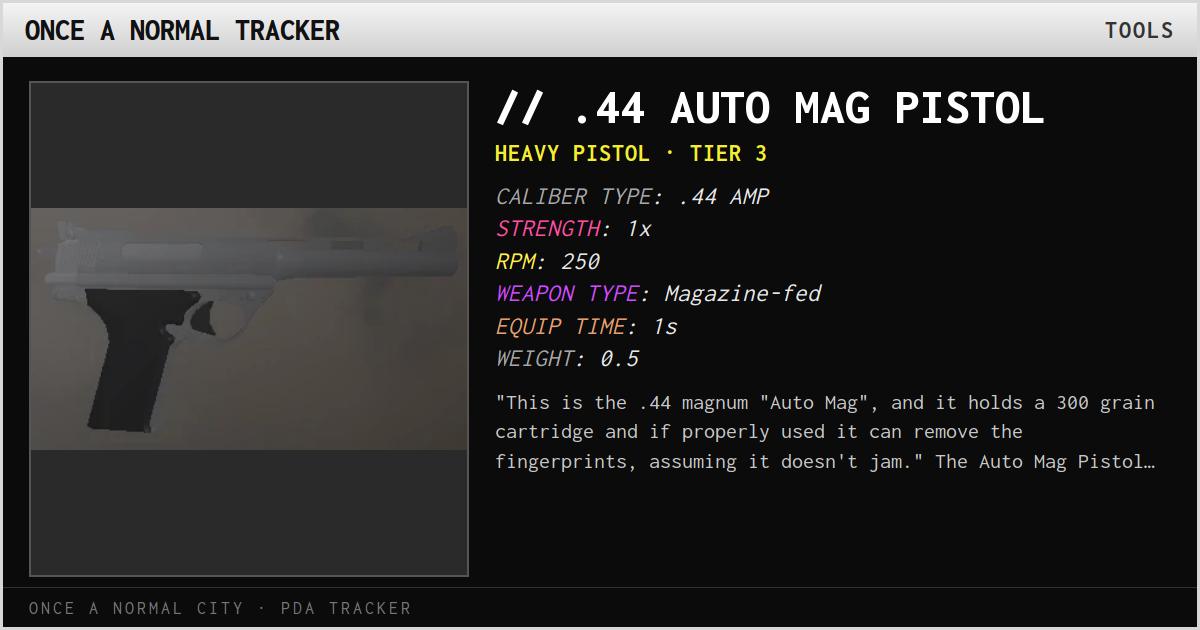 ONCE A NORMAL TRACKER
TOOLS
// .44 AUTO MAG PISTOL
HEAVY PISTOL · TIER 3
CALIBER TYPE: .44 AMP
STRENGTH: 1x
RPM: 250
WEAPON TYPE: Magazine-fed
EQUIP TIME: 1s
WEIGHT: 0.5
"This is the .44 magnum "Auto Mag", and it holds a 300 grain
cartridge and if properly used it can remove the
fingerprints, assuming it doesn't jam." The Auto Mag Pistol…
ONCE A NORMAL CITY · PDA TRACKER